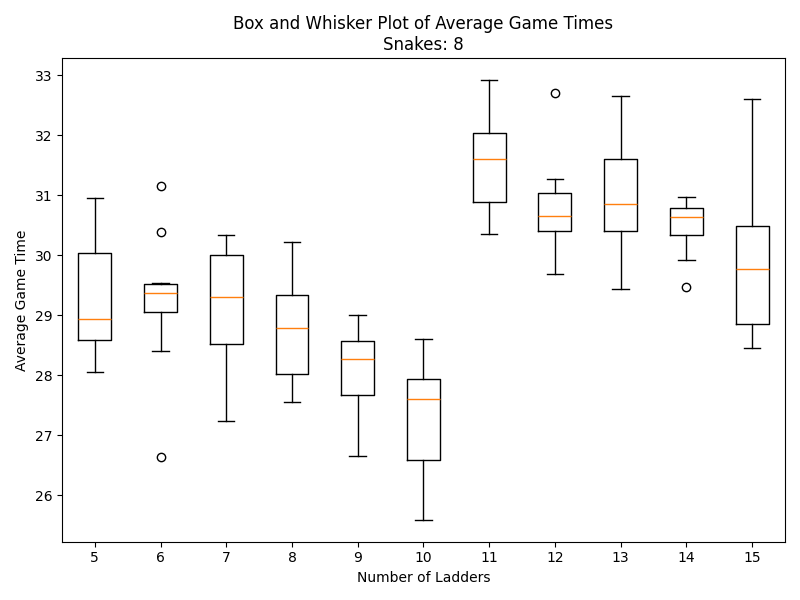 Box and Whisker Plot of Average Game Times
Snakes: 8
Average Game Time
33
32
31
30
29
28
27
26
5 6 7 8 9 10 11 12 13 14 15
Number of Ladders